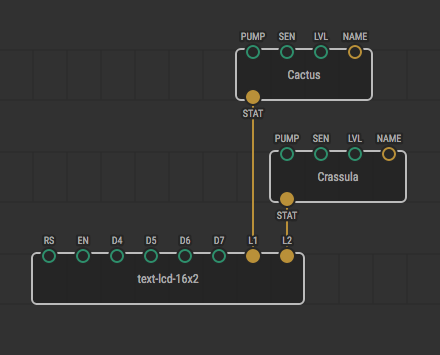 PUMP SEN LVL NAME
Cactus
STAT
PUMP SEN LVL NAME
Crassula
STAT
RS EN D4 D5 D6 D7 L1 L2
text-lcd-16x2